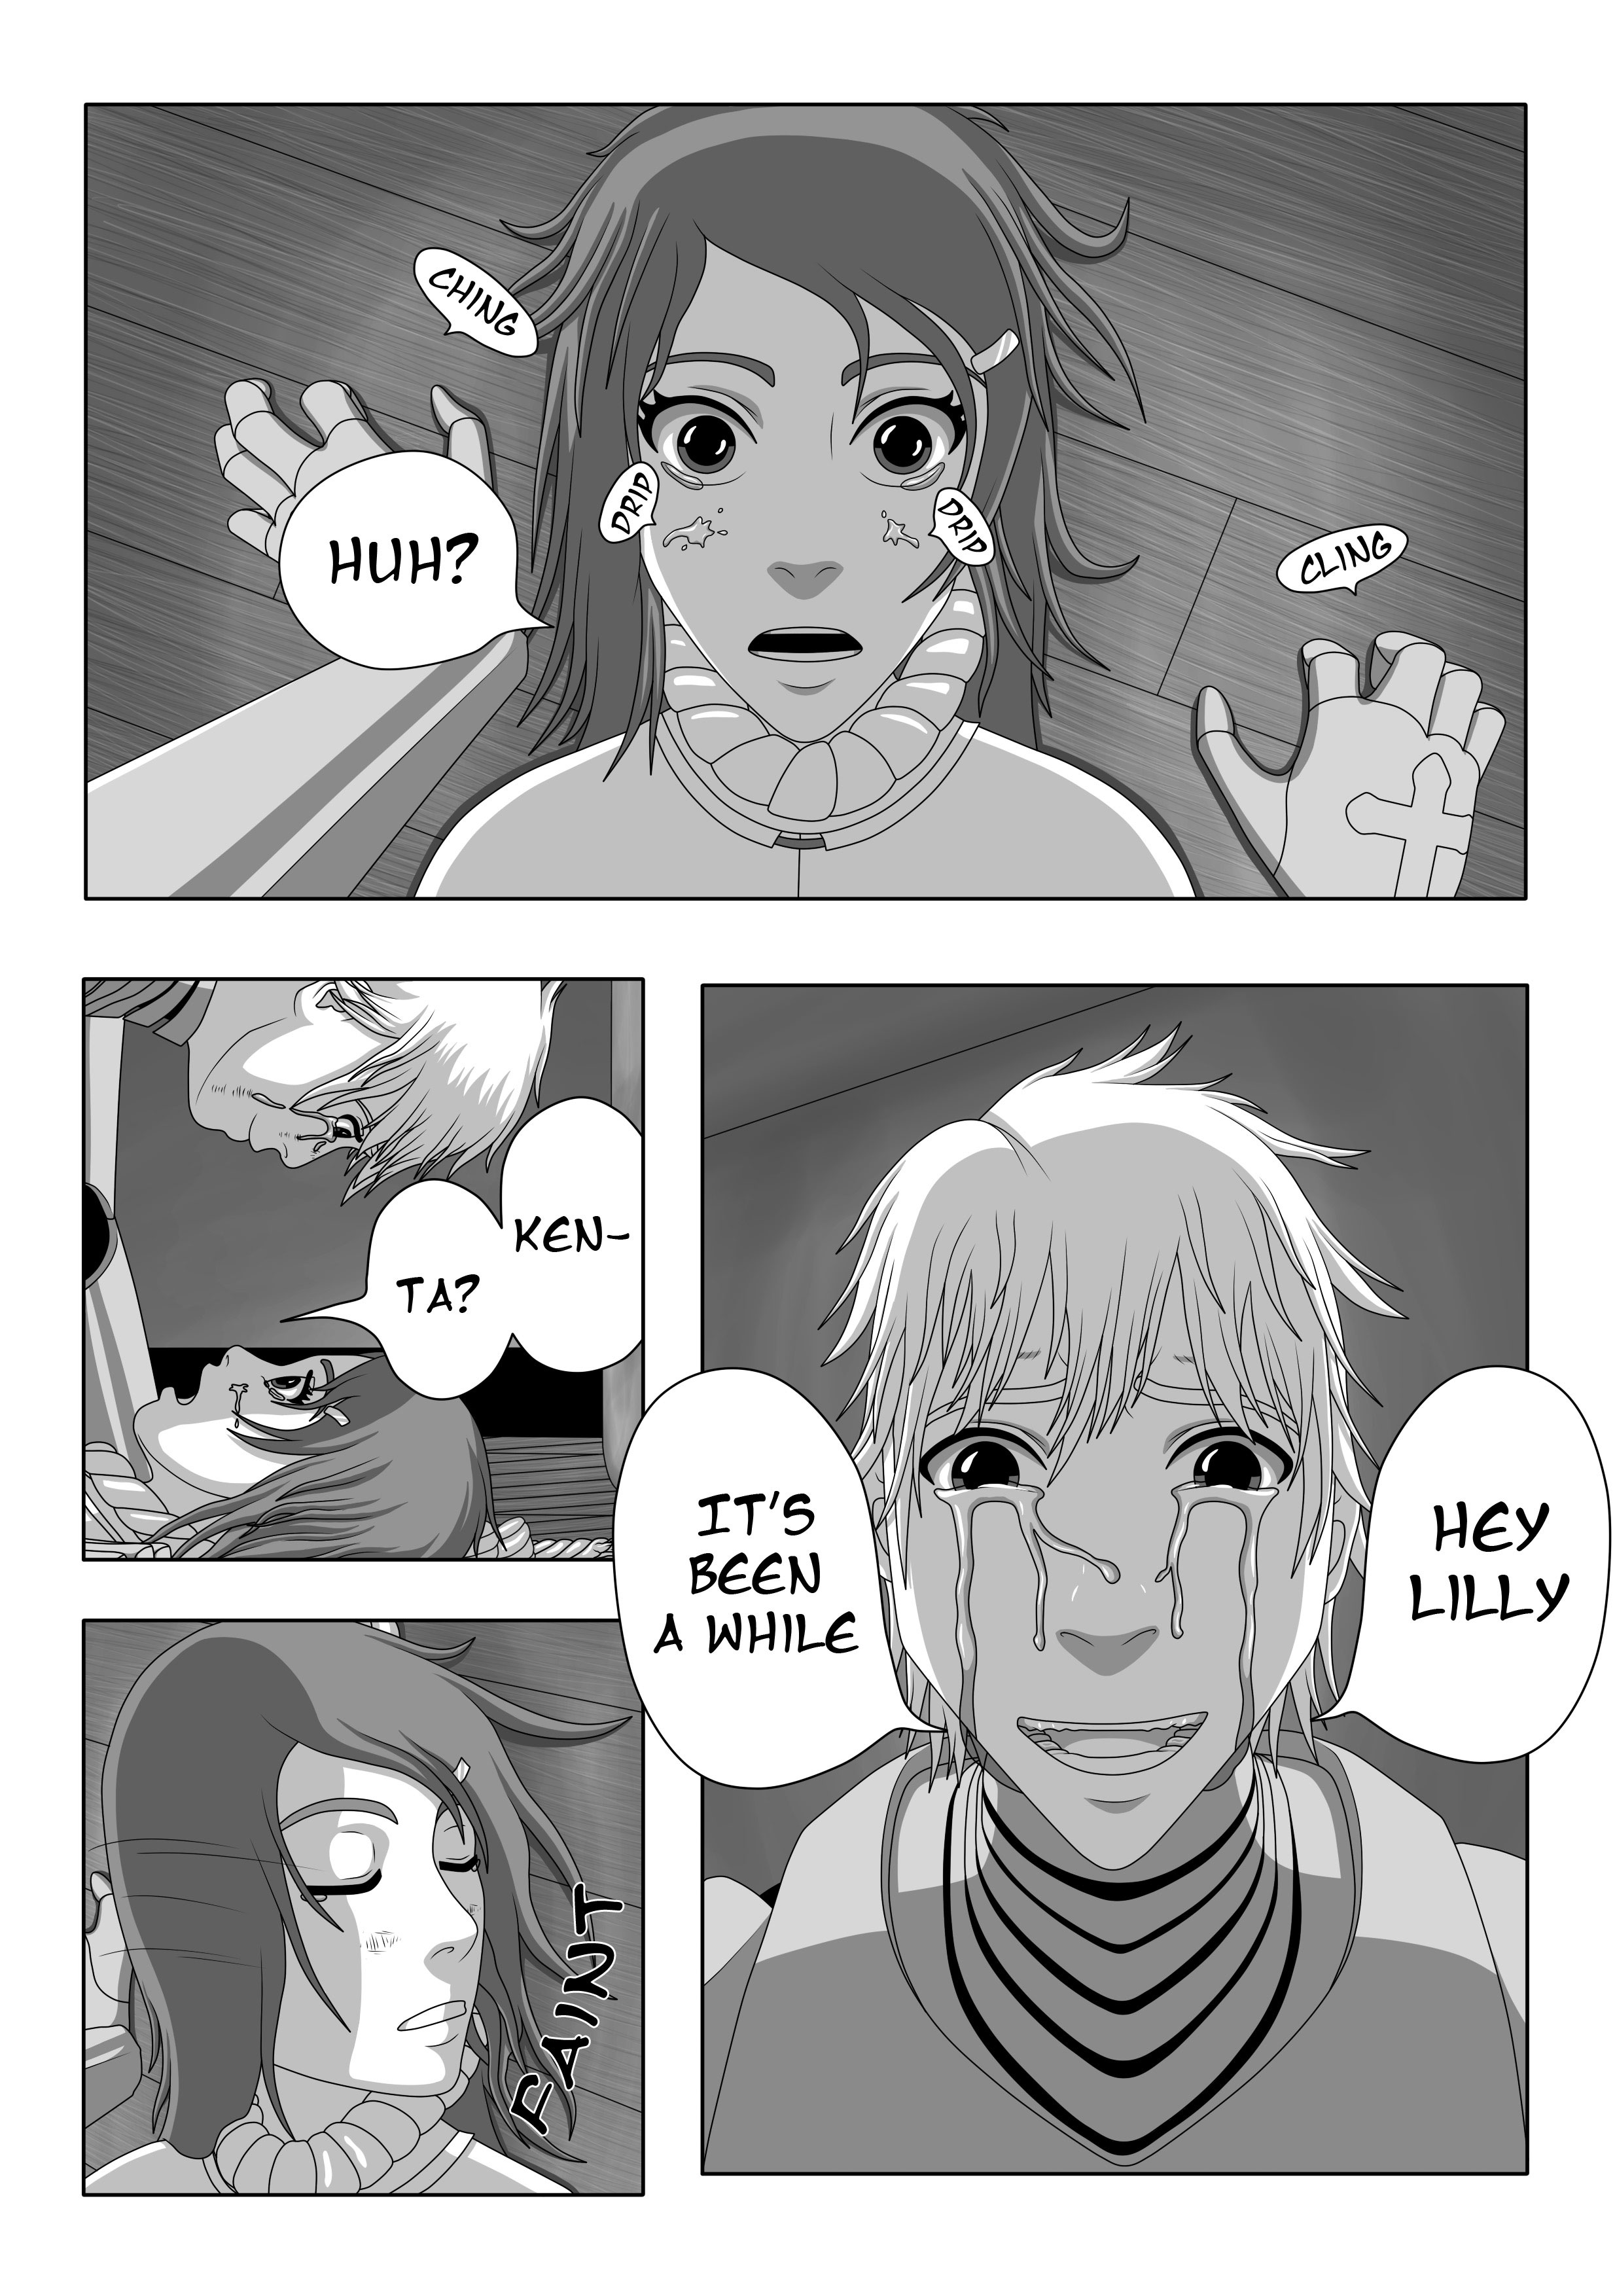 CLING
DRIP
DRIP
CHING
HUH?
HEY
LILLY
IT'S
BEEN
A WHILE
KEN-
TA?
FAINT